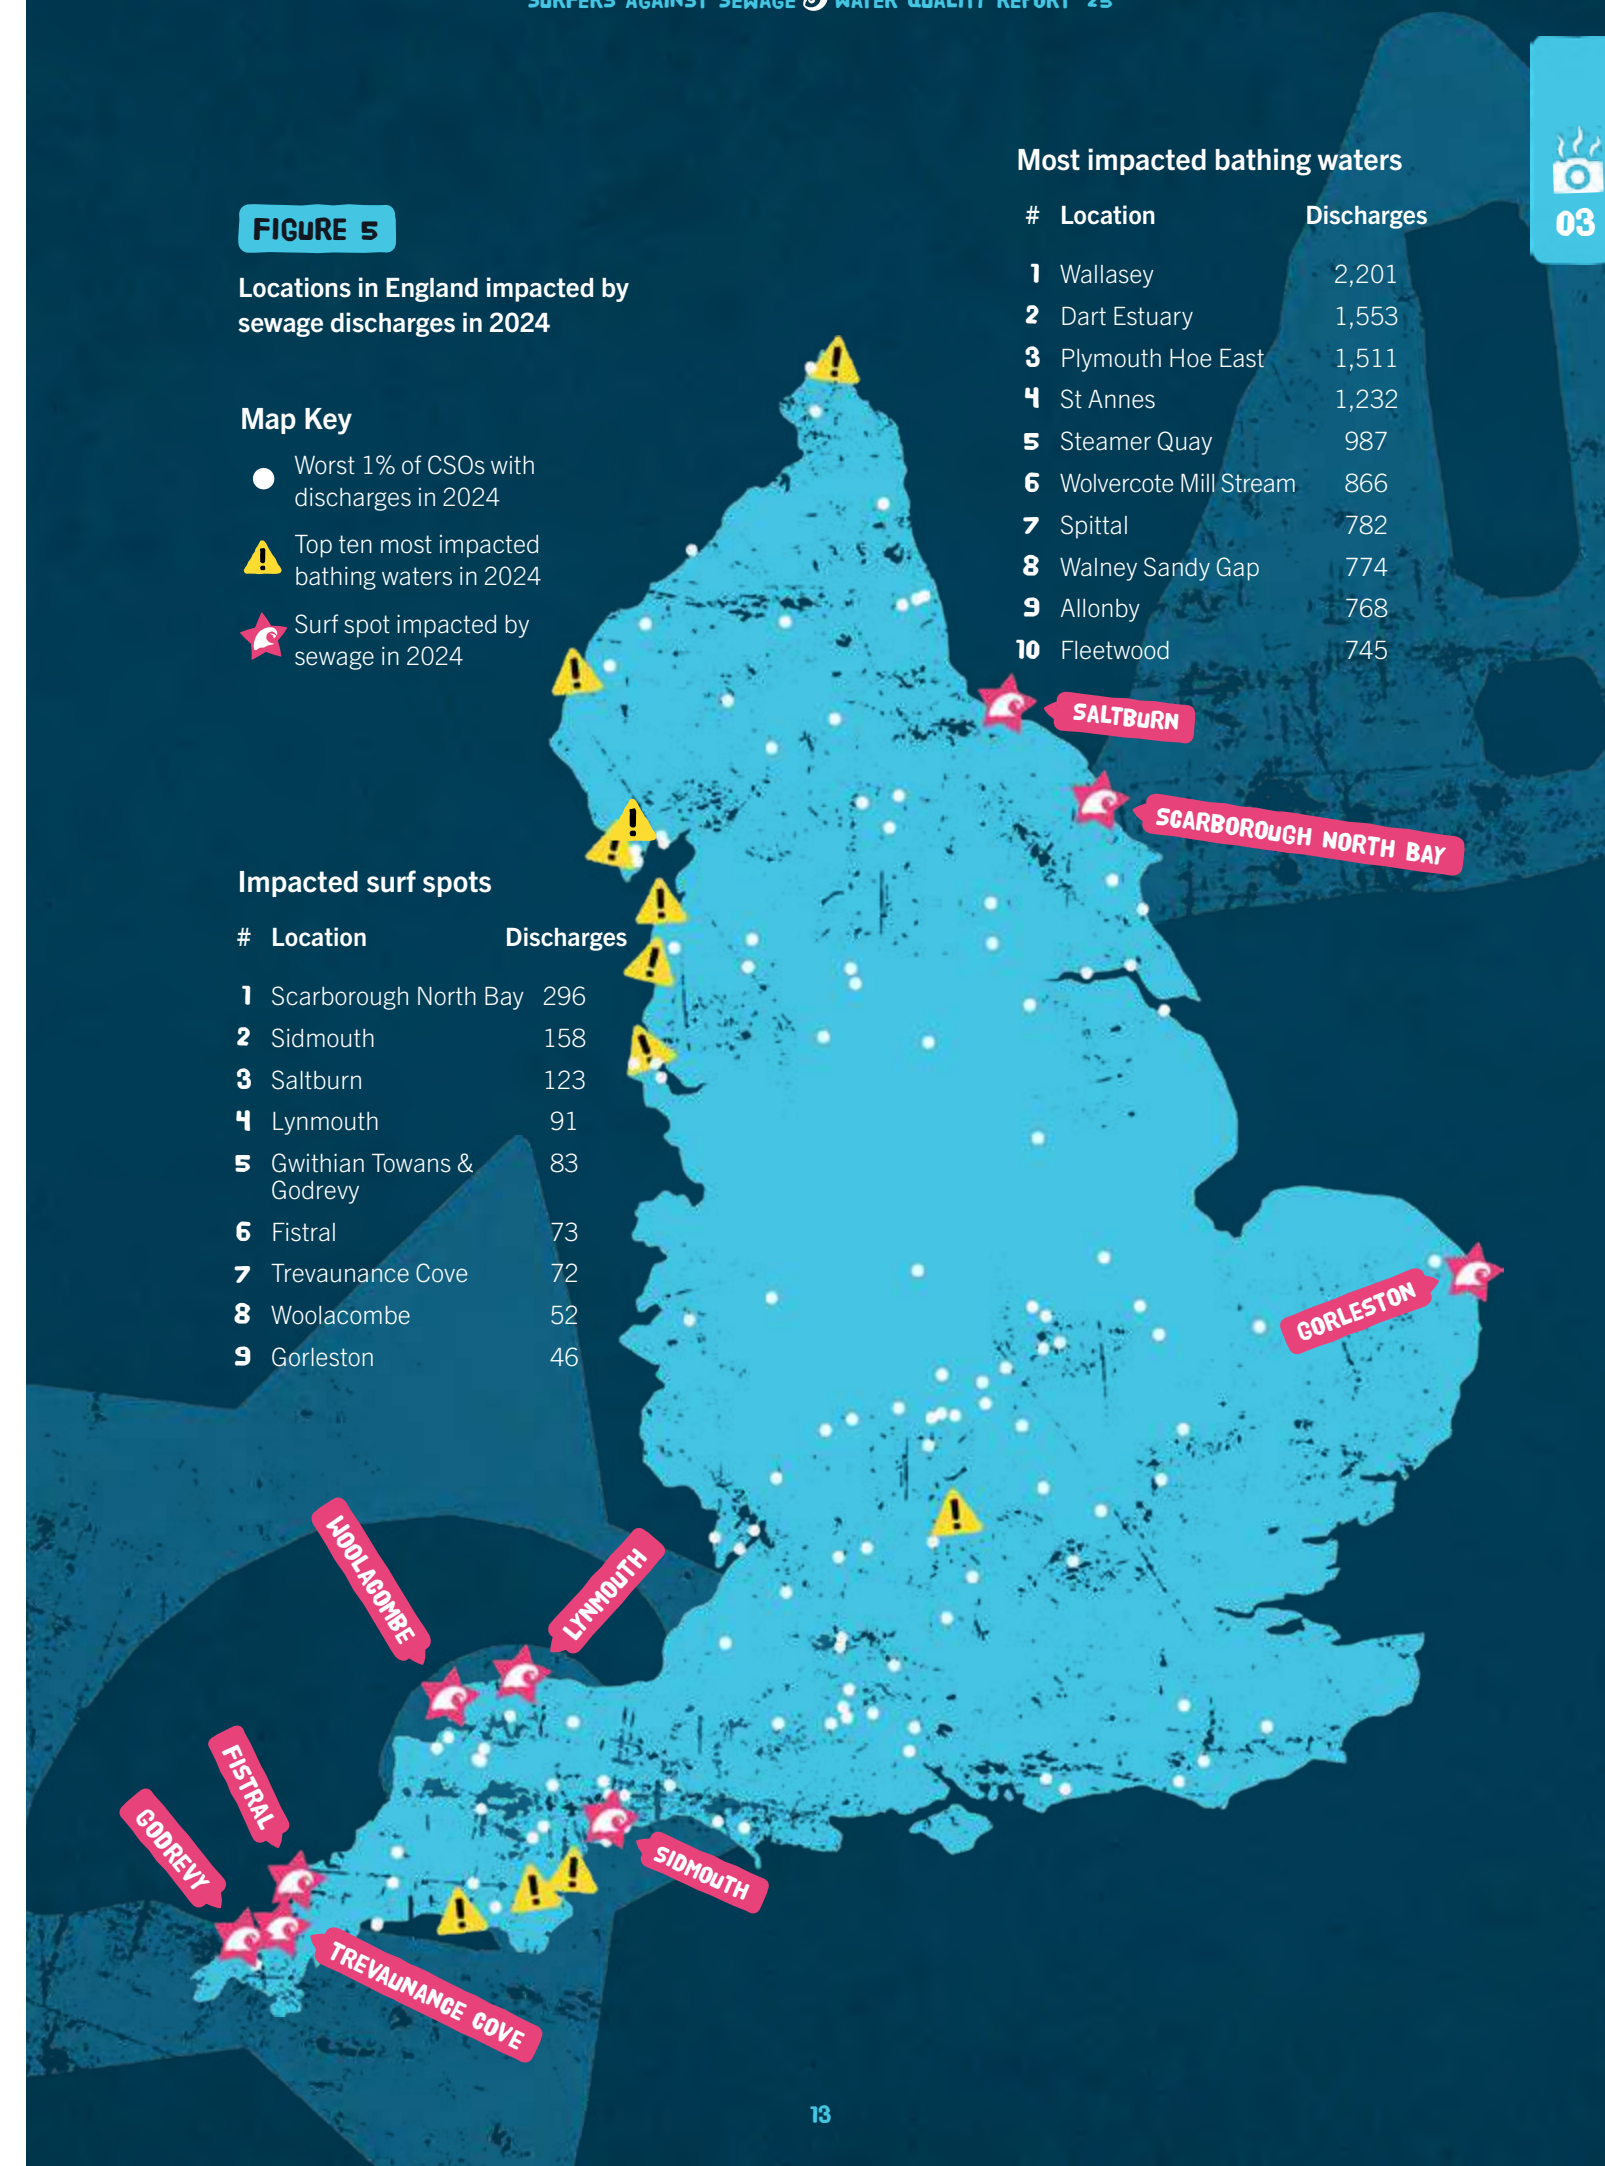 SURFERS AGAINST SEWAGE WATER QUALITY REPORT 25
03
FIGURE 5
Locations in England impacted by
sewage discharges in 2024
Map Key
Worst 1% of CSOs with
discharges in 2024
Top ten most impacted
bathing waters in 2024
Surf spot impacted by
sewage in 2024
Most impacted bathing waters
# Location Discharges
1 Wallasey 2,201
2 Dart Estuary 1,553
3 Plymouth Hoe East 1,511
4 St Annes 1,232
5 Steamer Quay 987
6 Wolvercote Mill Stream 866
7 Spittal 782
8 Walney Sandy Gap 774
9 Allonby 768
10 Fleetwood 745
SALTBURN
SCARBOROUGH NORTH BAY
Impacted surf spots
# Location Discharges
1 Scarborough North Bay 296
2 Sidmouth 158
3 Saltburn 123
4 Lynmouth 91
5 Gwithian Towans & 83
Godrevy
6 Fistral 73
7 Trevaunance Cove 72
8 Woolacombe 52
9 Gorleston 46
GORLESTON
WOOLACOMBE
LYNMOUTH
FISTRAL
GODREVY
SIDMOUTH
TREVAUNANCE COVE
13